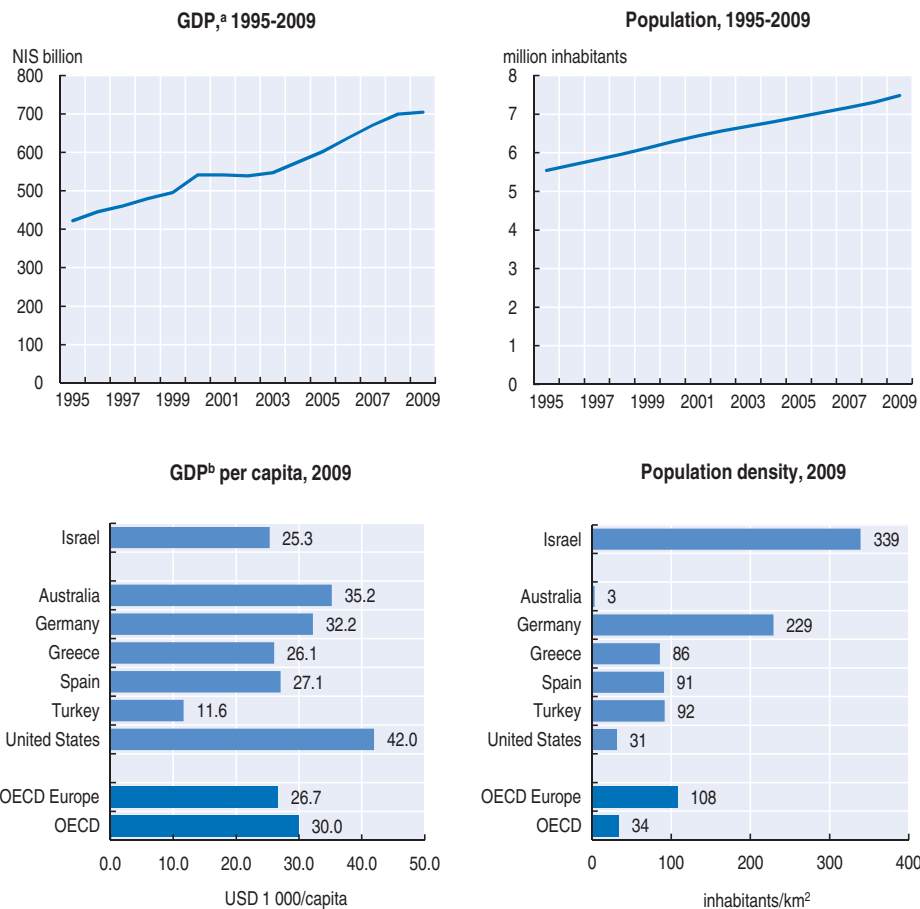 GDP,ᵃ 1995-2009
NIS billion
800
700
600
500
400
300
200
100
0
1995 1997 1999 2001 2003 2005 2007 2009
Population, 1995-2009
million inhabitants
8
7
6
5
4
3
2
1
0
1995 1997 1999 2001 2003 2005 2007 2009
GDPᵇ per capita, 2009
Israel 25.3
Australia 35.2
Germany 32.2
Greece 26.1
Spain 27.1
Turkey 11.6
United States 42.0
OECD Europe 26.7
OECD 30.0
0.0 10.0 20.0 30.0 40.0 50.0
USD 1 000/capita
Population density, 2009
Israel 339
Australia 3
Germany 229
Greece 86
Spain 91
Turkey 92
United States 31
OECD Europe 108
OECD 34
0 100 200 300 400
inhabitants/km²